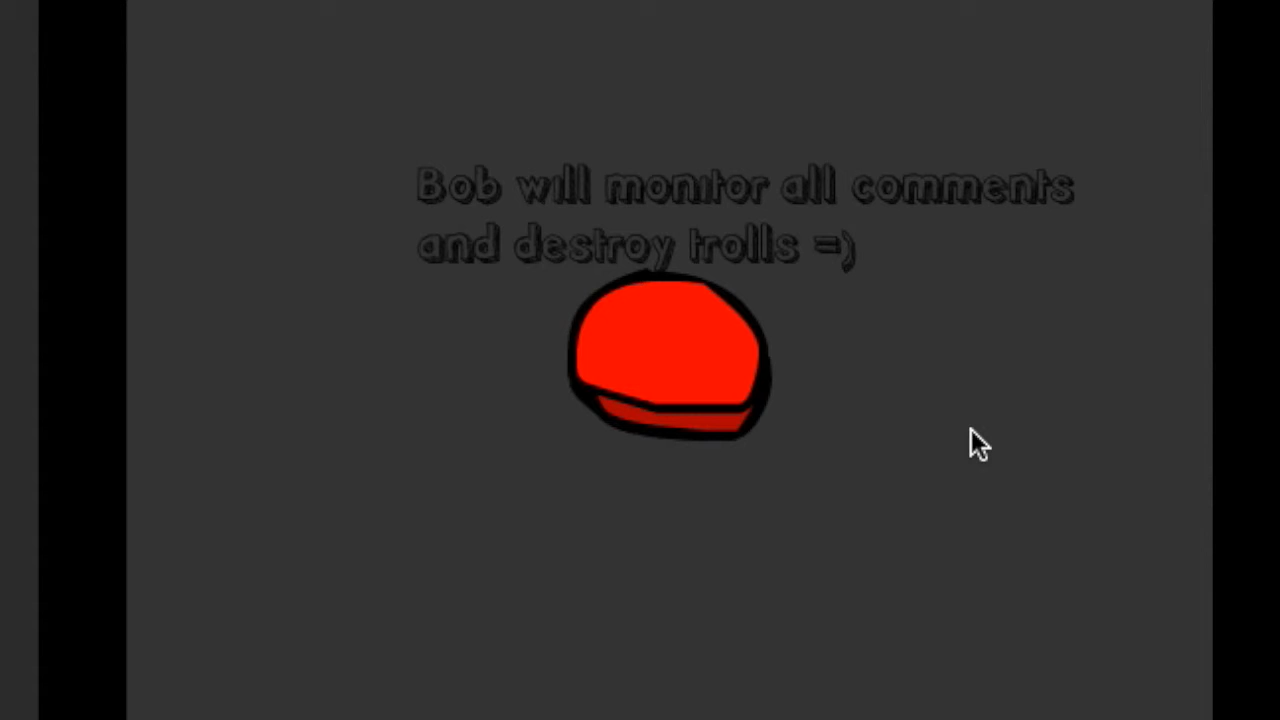 Bob will monitor all comments
and destroy trolls =)